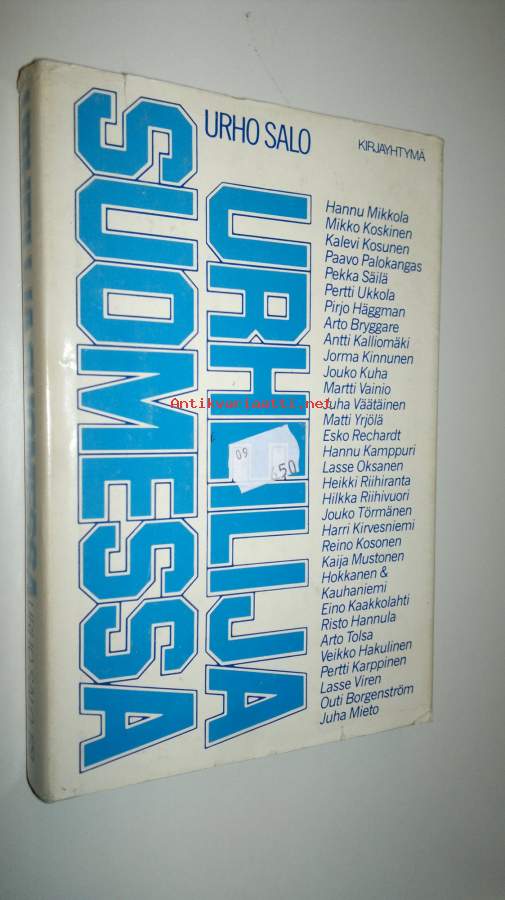 URHO SALO
KIRJAYHTYMÄ
URHEILIJA
SUOMESSA
Hannu Mikkola
Mikko Koskinen
Kalevi Kosunen
Paavo Palokangas
Pekka Säilä
Pertti Ukkola
Pirjo Häggman
Arto Bryggare
Antti Kalliomäki
Jorma Kinnunen
Jouko Kuha
Martti Vainio
Juha Väätäinen
Matti Yrjölä
Esko Rechardt
Hannu Kamppuri
Lasse Oksanen
Heikki Riihiranta
Hilkka Riihivuori
Jouko Törmänen
Harri Kirvesniemi
Reino Kosonen
Kaija Mustonen
Hokkanen &
Kauhaniemi
Eino Kaakkolahti
Risto Hannula
Arto Tolsa
Veikko Hakulinen
Pertti Karppinen
Lasse Viren
Outi Borgenström
Juha Mieto
Antikvariaatti.net
09
650